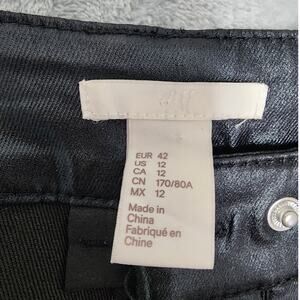 EUR 42
US 12
CA 12
CN 170/80A
MX 12
Made in
China
Fabriqué en
Chine